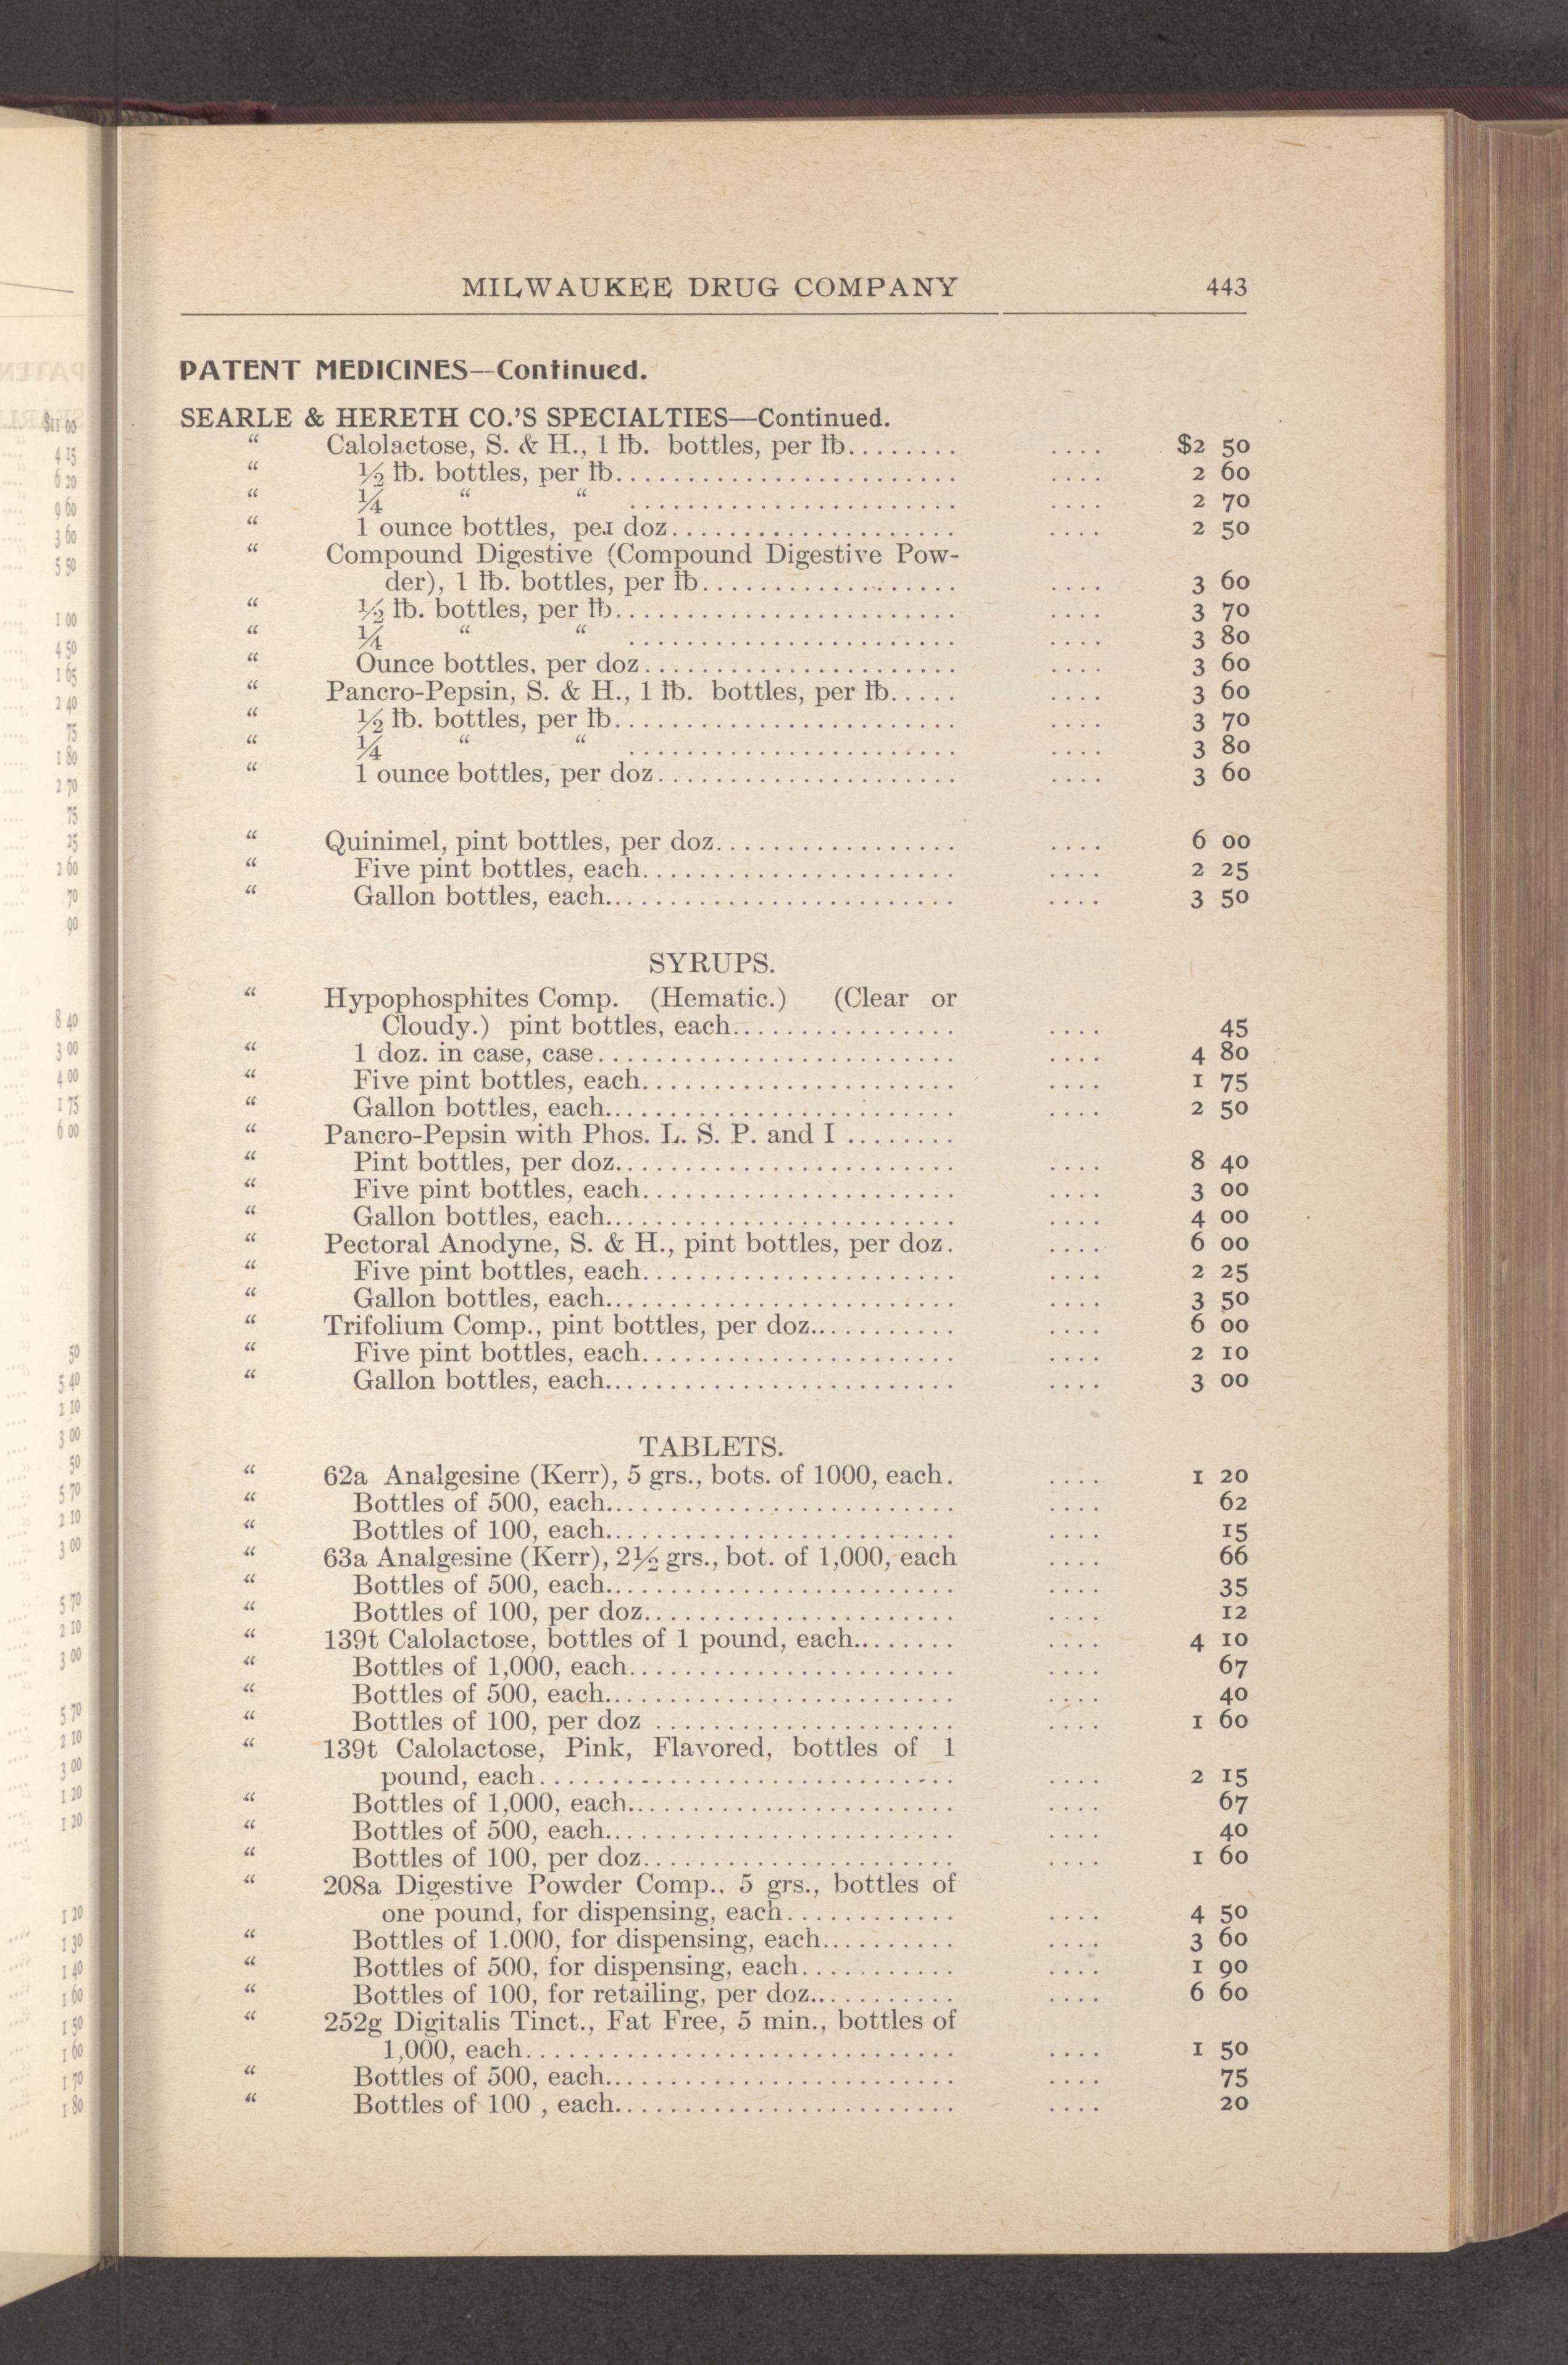 MILWAUKEE DRUG COMPANY 443
PATENT MEDICINES—Continued.
SEARLE & HERETH CO.'S SPECIALTIES—Continued.
“ Calolactose, S. & H., 1 ℔. bottles, per ℔........ .... $2 50
“ ½ ℔. bottles, per ℔........................ .... 2 60
“ ¼ “ “ ....................... .... 2 70
“ 1 ounce bottles, per doz.................... .... 2 50
“ Compound Digestive (Compound Digestive Pow-
der), 1 ℔. bottles, per ℔.................. .... 3 60
“ ½ ℔. bottles, per ℔........................ .... 3 70
“ ¼ “ “ ....................... .... 3 80
“ Ounce bottles, per doz...................... .... 3 60
“ Pancro-Pepsin, S. & H., 1 ℔. bottles, per ℔..... .... 3 60
“ ½ ℔. bottles, per ℔........................ .... 3 70
“ ¼ “ “ ....................... .... 3 80
“ 1 ounce bottles, per doz..................... .... 3 60
“ Quinimel, pint bottles, per doz................. .... 6 00
“ Five pint bottles, each...................... .... 2 25
“ Gallon bottles, each......................... .... 3 50
SYRUPS.
“ Hypophosphites Comp. (Hematic.) (Clear or
Cloudy.) pint bottles, each................ .... 45
“ 1 doz. in case, case......................... .... 4 80
“ Five pint bottles, each...................... .... 1 75
“ Gallon bottles, each......................... .... 2 50
“ Pancro-Pepsin with Phos. L. S. P. and I ........
“ Pint bottles, per doz........................ .... 8 40
“ Five pint bottles, each...................... .... 3 00
“ Gallon bottles, each......................... .... 4 00
“ Pectoral Anodyne, S. & H., pint bottles, per doz. .... 6 00
“ Five pint bottles, each...................... .... 2 25
“ Gallon bottles, each......................... .... 3 50
“ Trifolium Comp., pint bottles, per doz........... .... 6 00
“ Five pint bottles, each...................... .... 2 10
“ Gallon bottles, each......................... .... 3 00
TABLETS.
“ 62a Analgesine (Kerr), 5 grs., bots. of 1000, each. .... 1 20
“ Bottles of 500, each......................... .... 62
“ Bottles of 100, each......................... .... 15
“ 63a Analgesine (Kerr), 2½ grs., bot. of 1,000, each .... 66
“ Bottles of 500, each......................... .... 35
“ Bottles of 100, per doz...................... .... 12
“ 139t Calolactose, bottles of 1 pound, each........ .... 4 10
“ Bottles of 1,000, each....................... .... 67
“ Bottles of 500, each......................... .... 40
“ Bottles of 100, per doz ..................... .... 1 60
“ 139t Calolactose, Pink, Flavored, bottles of 1
pound, each............................. .... 2 15
“ Bottles of 1,000, each........................ .... 67
“ Bottles of 500, each......................... .... 40
“ Bottles of 100, per doz...................... .... 1 60
“ 208a Digestive Powder Comp., 5 grs., bottles of
one pound, for dispensing, each............ .... 4 50
“ Bottles of 1.000, for dispensing, each.......... .... 3 60
“ Bottles of 500, for dispensing, each........... .... 1 90
“ Bottles of 100, for retailing, per doz........... .... 6 60
“ 252g Digitalis Tinct., Fat Free, 5 min., bottles of
1,000, each.............................. .... 1 50
“ Bottles of 500, each......................... .... 75
“ Bottles of 100 , each........................ .... 20